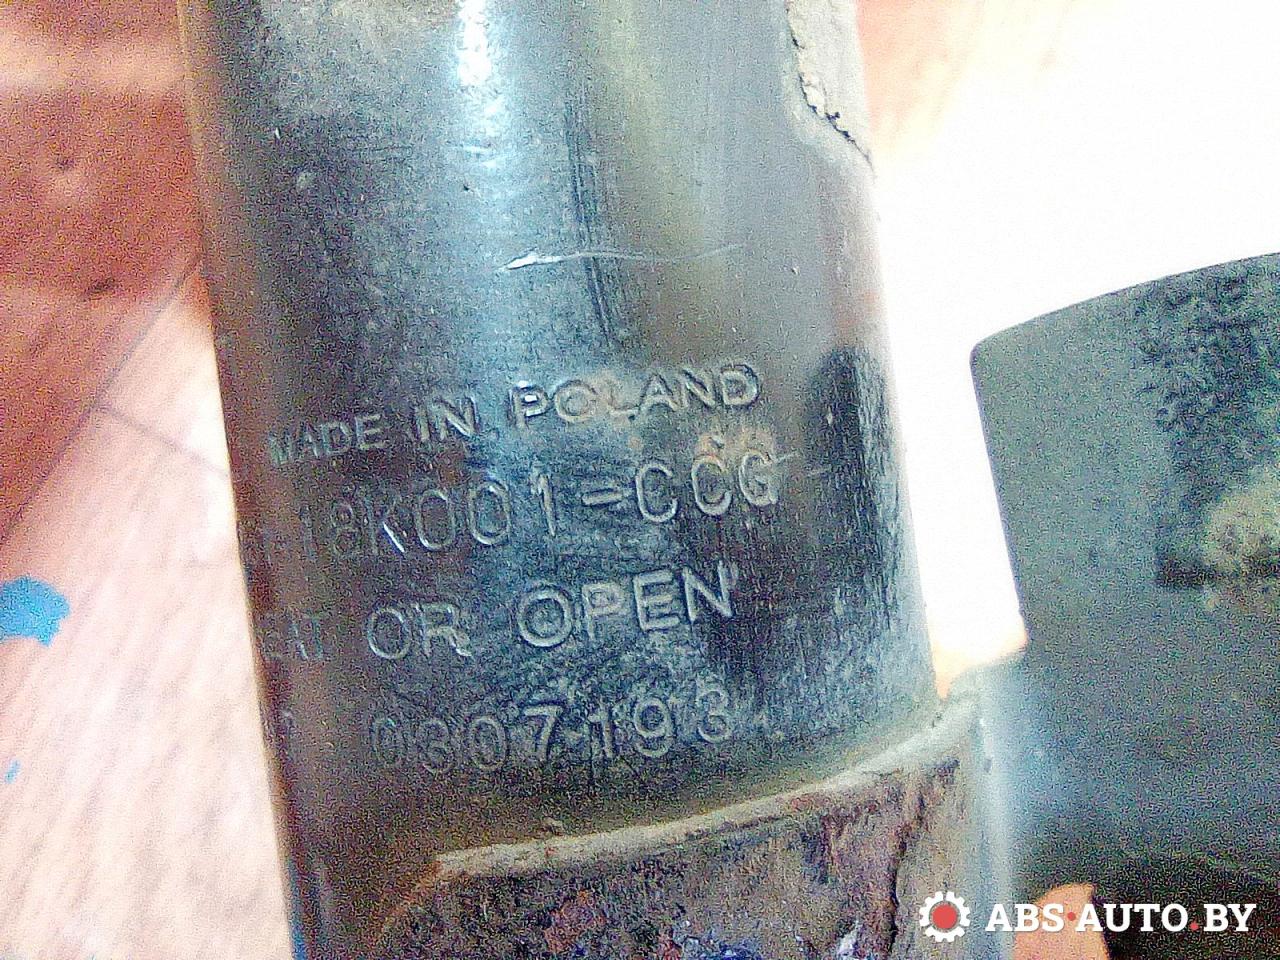 MADE IN POLAND
18K001-CCG
OR OPEN
0307193
ABS·AUTO.BY